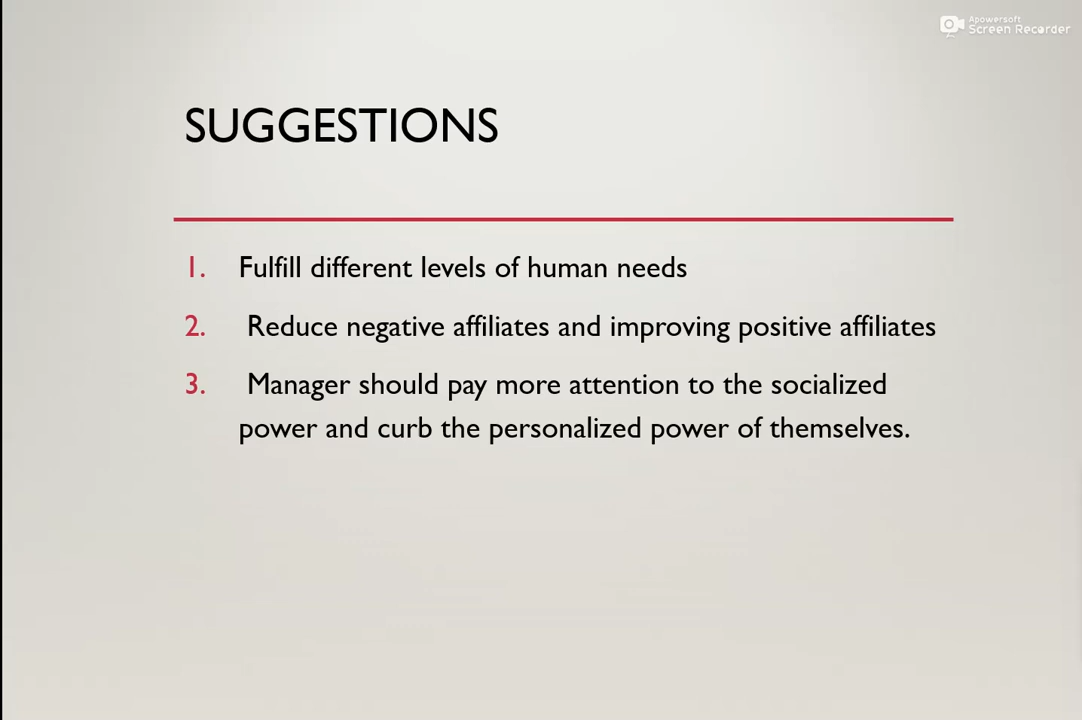 Apowersoft
Screen Recorder
SUGGESTIONS
1. Fulfill different levels of human needs
2. Reduce negative affiliates and improving positive affiliates
3. Manager should pay more attention to the socialized
power and curb the personalized power of themselves.